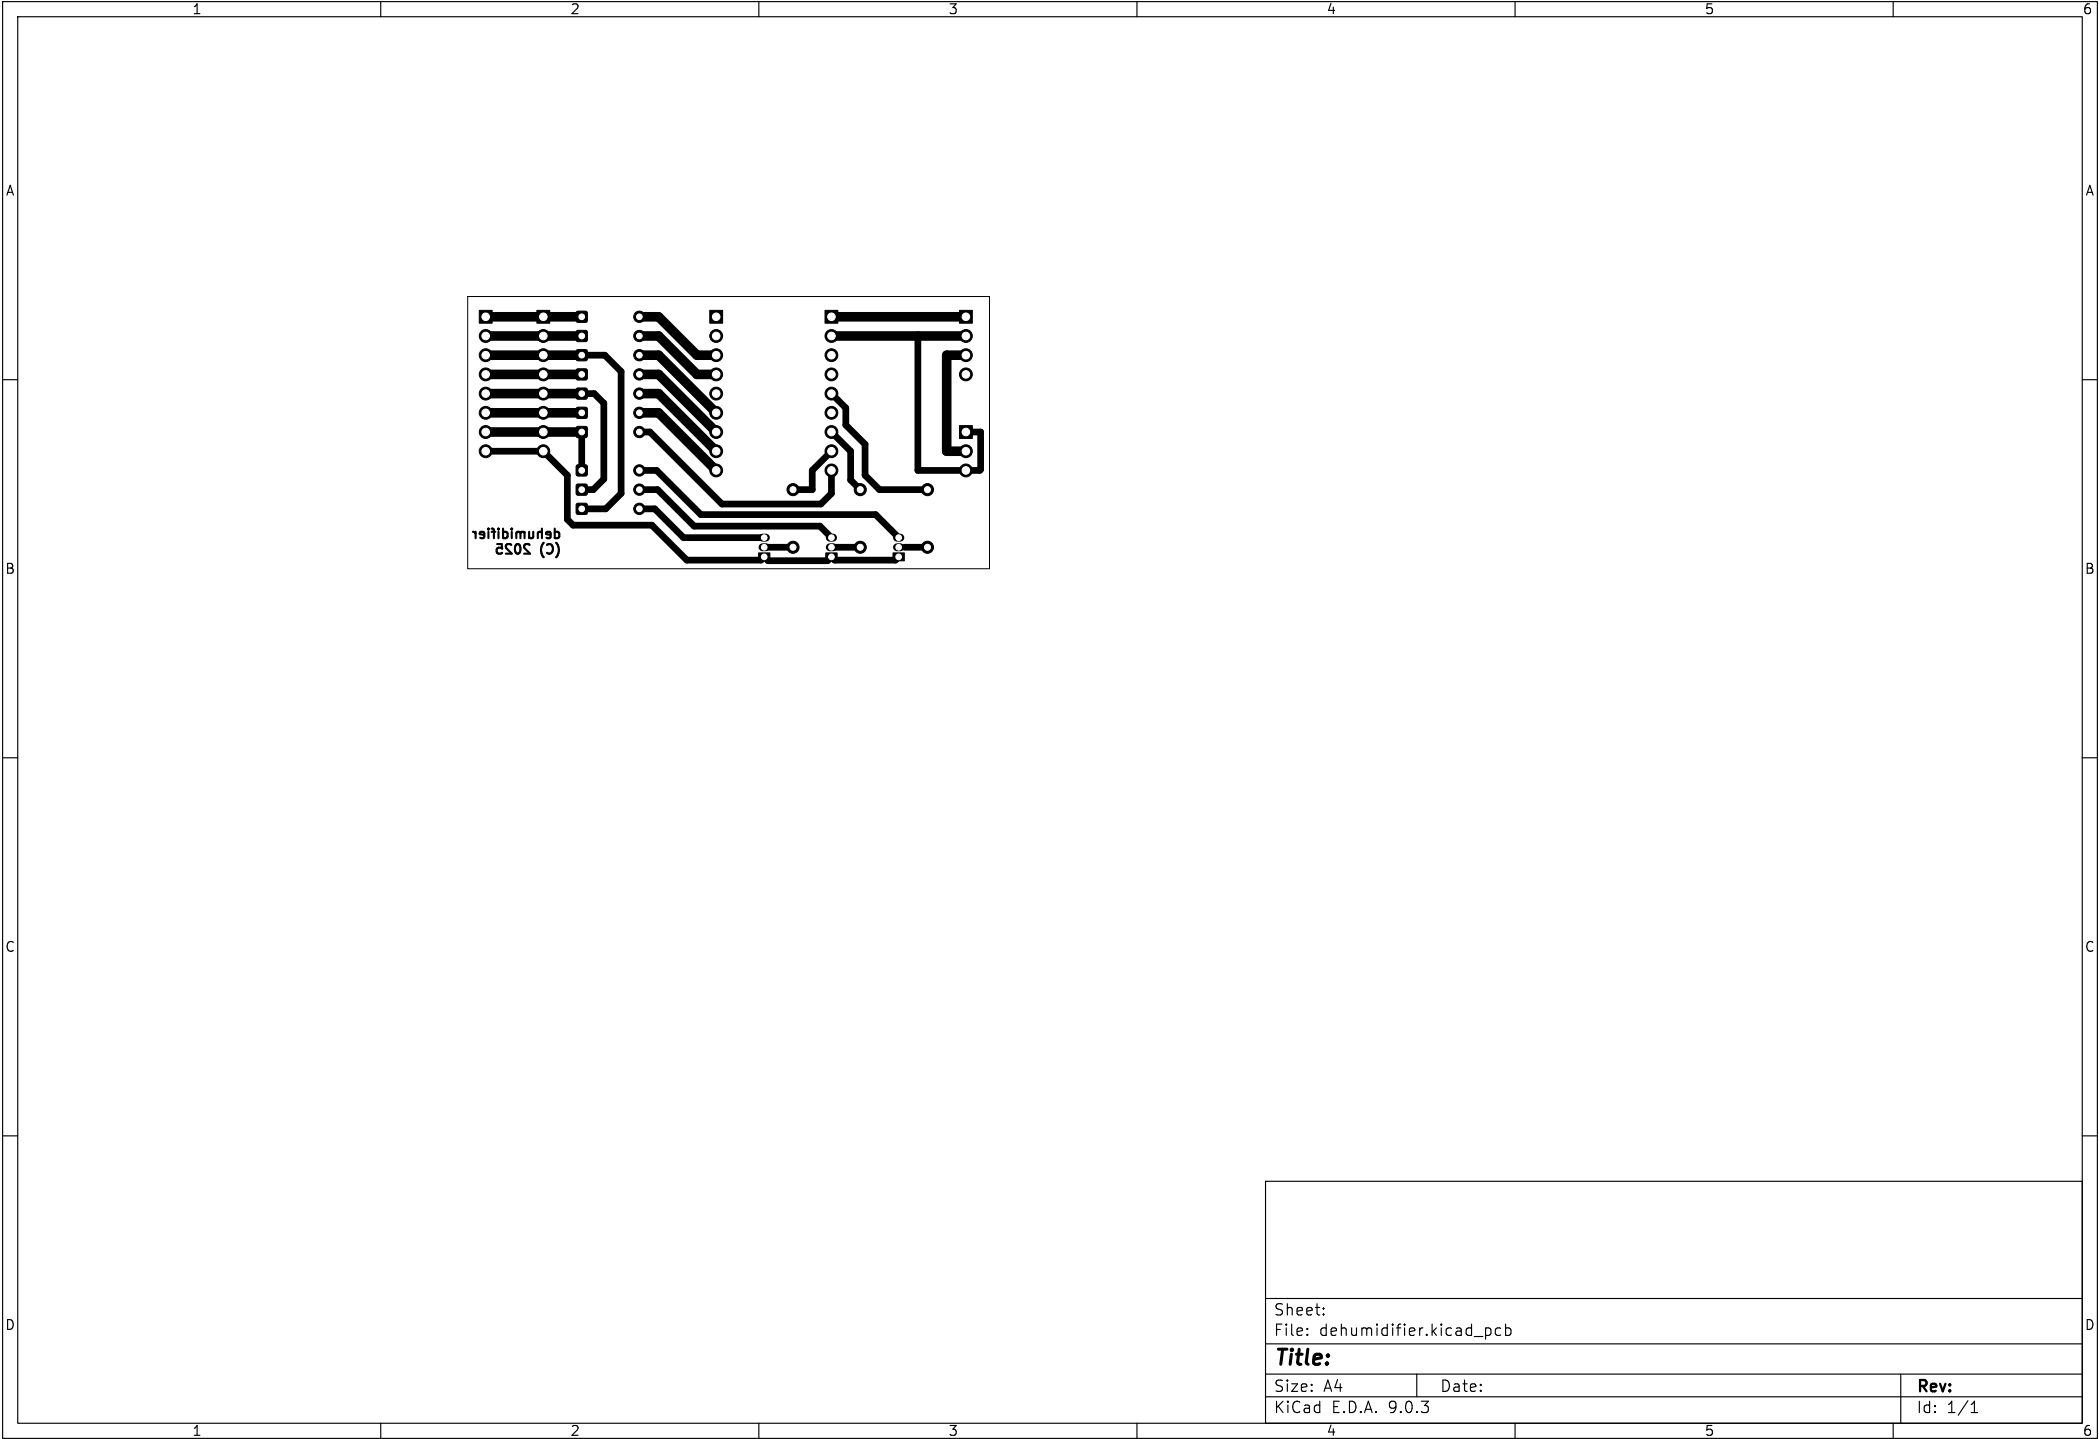 1 2 3 4 5 6
A A
dehumidifier
(C) 2025
B B
C C
Sheet:
File: dehumidifier.kicad_pcb
D D
Title:
Size: A4 Date: Rev:
KiCad E.D.A. 9.0.3 Id: 1/1
1 2 3 4 5 6